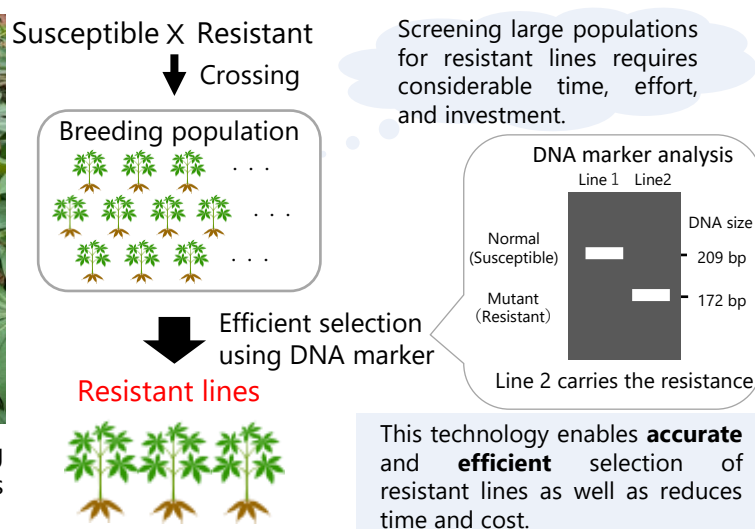 Susceptible X Resistant
Crossing
Breeding population
. . .
. . .
. . .
Screening large populations
for resistant lines requires
considerable time, effort,
and investment.
DNA marker analysis
Line 1 Line2
DNA size
Normal
(Susceptible)
209 bp
Mutant
(Resistant)
172 bp
Line 2 carries the resistance
Efficient selection
using DNA marker
Resistant lines
This technology enables accurate
and efficient selection of
resistant lines as well as reduces
time and cost.